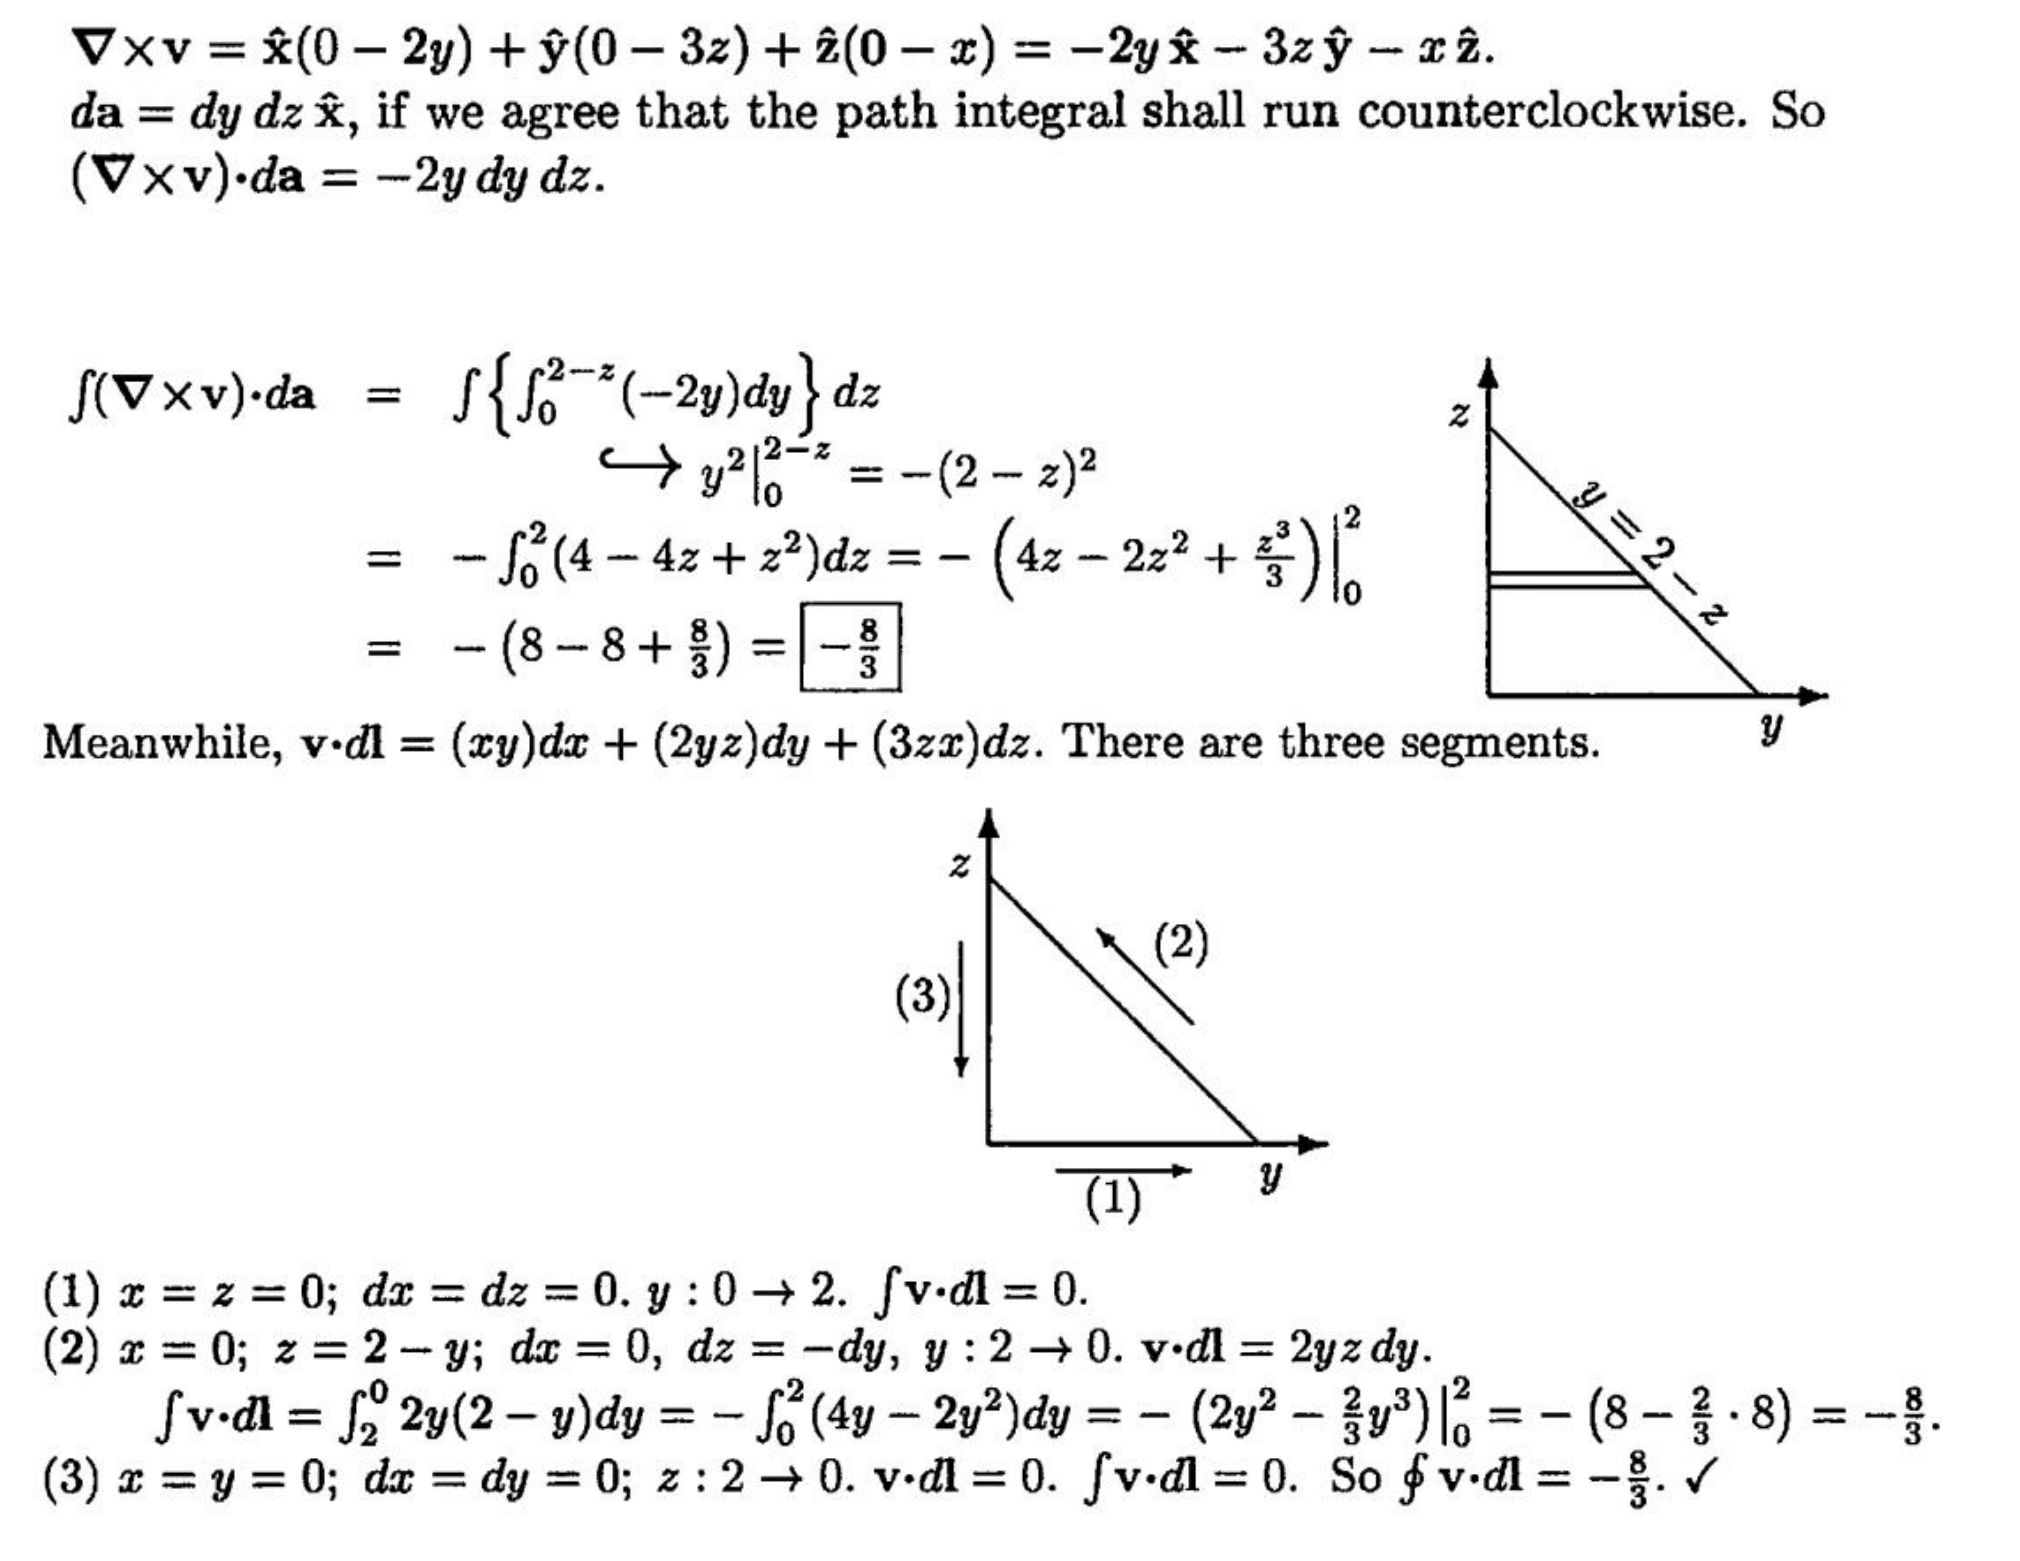 ∇×v = x̂(0 − 2y) + ŷ(0 − 3z) + ẑ(0 − x) = −2y x̂ − 3z ŷ − x ẑ.
da = dy dz x̂, if we agree that the path integral shall run counterclockwise. So
(∇×v)·da = −2y dy dz.
∫(∇×v)·da = ∫{∫₀^{2−z}(−2y)dy} dz
↪ y²|₀^{2−z} = −(2 − z)²
= −∫₀²(4 − 4z + z²)dz = −(4z − 2z² + z³/3)|₀²
= −(8 − 8 + 8/3) = −8/3
z
y = 2 − z
y
Meanwhile, v·dl = (xy)dx + (2yz)dy + (3zx)dz. There are three segments.
z
(2)
(3)
y
(1)
(1) x = z = 0; dx = dz = 0. y : 0 → 2. ∫v·dl = 0.
(2) x = 0; z = 2 − y; dx = 0, dz = −dy, y : 2 → 0. v·dl = 2yz dy.
∫v·dl = ∫₂⁰ 2y(2 − y)dy = −∫₀²(4y − 2y²)dy = −(2y² − 2/3 y³)|₀² = −(8 − 2/3 · 8) = −8/3.
(3) x = y = 0; dx = dy = 0; z : 2 → 0. v·dl = 0. ∫v·dl = 0. So ∮v·dl = −8/3. ✓